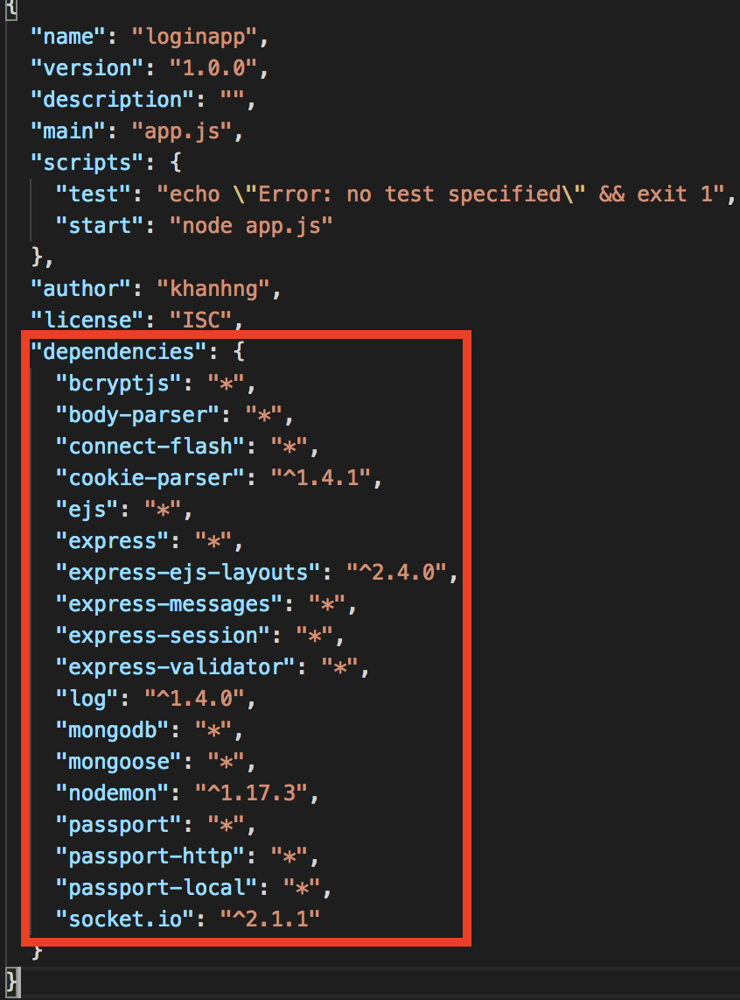 {
"name": "loginapp",
"version": "1.0.0",
"description": "",
"main": "app.js",
"scripts": {
"test": "echo \"Error: no test specified\" && exit 1",
"start": "node app.js"
},
"author": "khanhng",
"license": "ISC",
"dependencies": {
"bcryptjs": "*",
"body-parser": "*",
"connect-flash": "*",
"cookie-parser": "^1.4.1",
"ejs": "*",
"express": "*",
"express-ejs-layouts": "^2.4.0",
"express-messages": "*",
"express-session": "*",
"express-validator": "*",
"log": "^1.4.0",
"mongodb": "*",
"mongoose": "*",
"nodemon": "^1.17.3",
"passport": "*",
"passport-http": "*",
"passport-local": "*",
"socket.io": "^2.1.1"
}
}